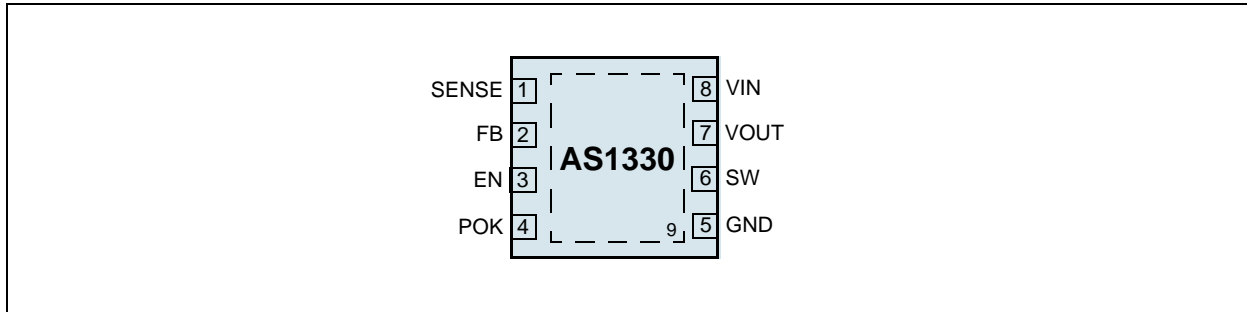 SENSE 1 8 VIN
FB 2 7 VOUT
AS1330
EN 3 6 SW
POK 4 9 5 GND